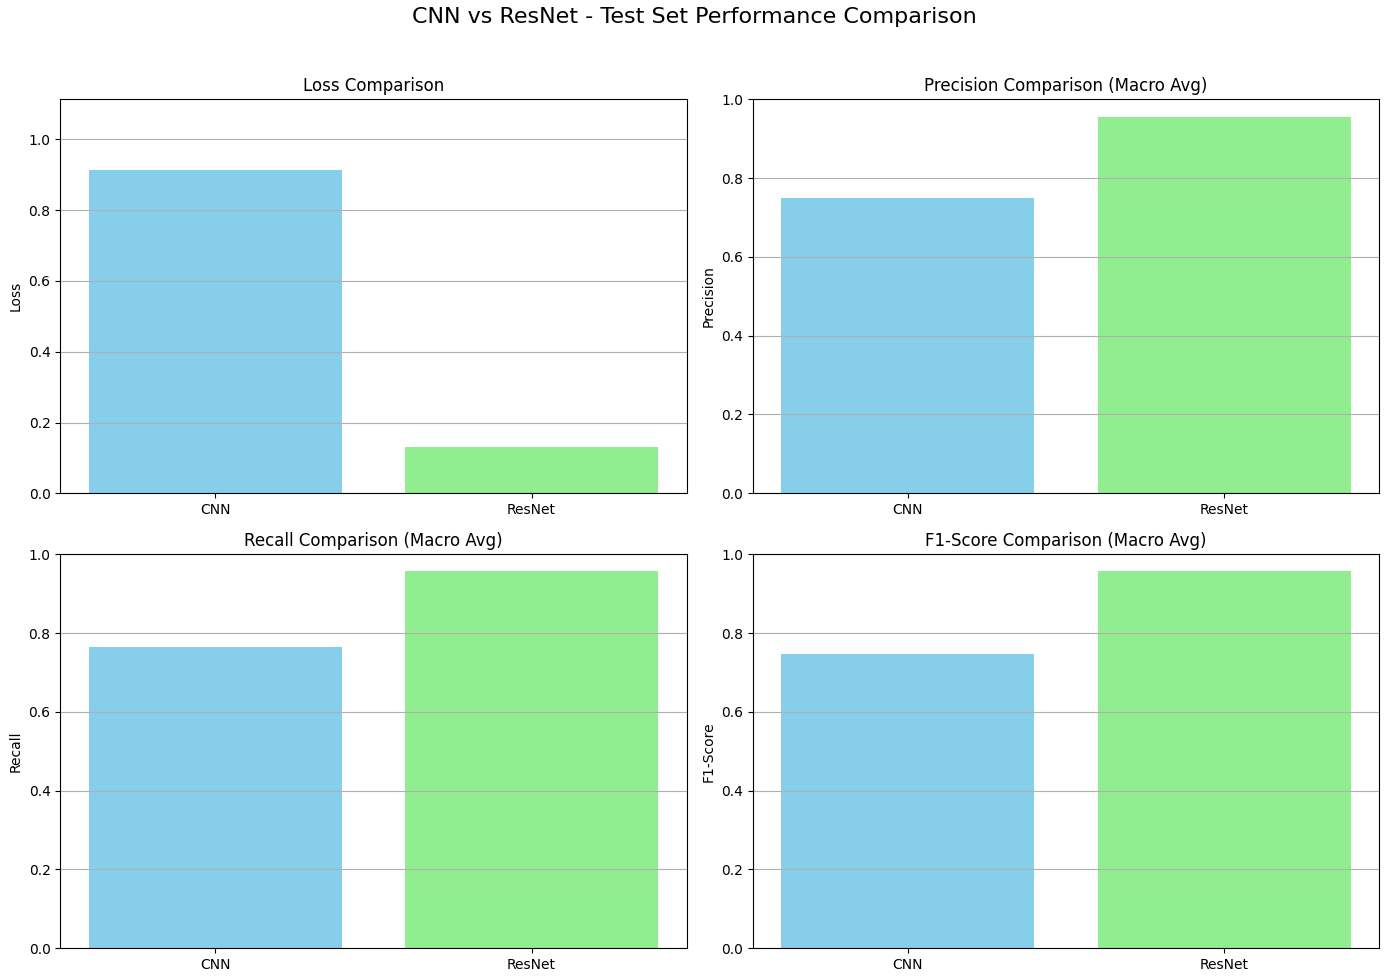 CNN vs ResNet - Test Set Performance Comparison
Loss Comparison
Loss
1.0
0.8
0.6
0.4
0.2
0.0
CNN
ResNet
Precision Comparison (Macro Avg)
Precision
1.0
0.8
0.6
0.4
0.2
0.0
CNN
ResNet
Recall Comparison (Macro Avg)
Recall
1.0
0.8
0.6
0.4
0.2
0.0
CNN
ResNet
F1-Score Comparison (Macro Avg)
F1-Score
1.0
0.8
0.6
0.4
0.2
0.0
CNN
ResNet